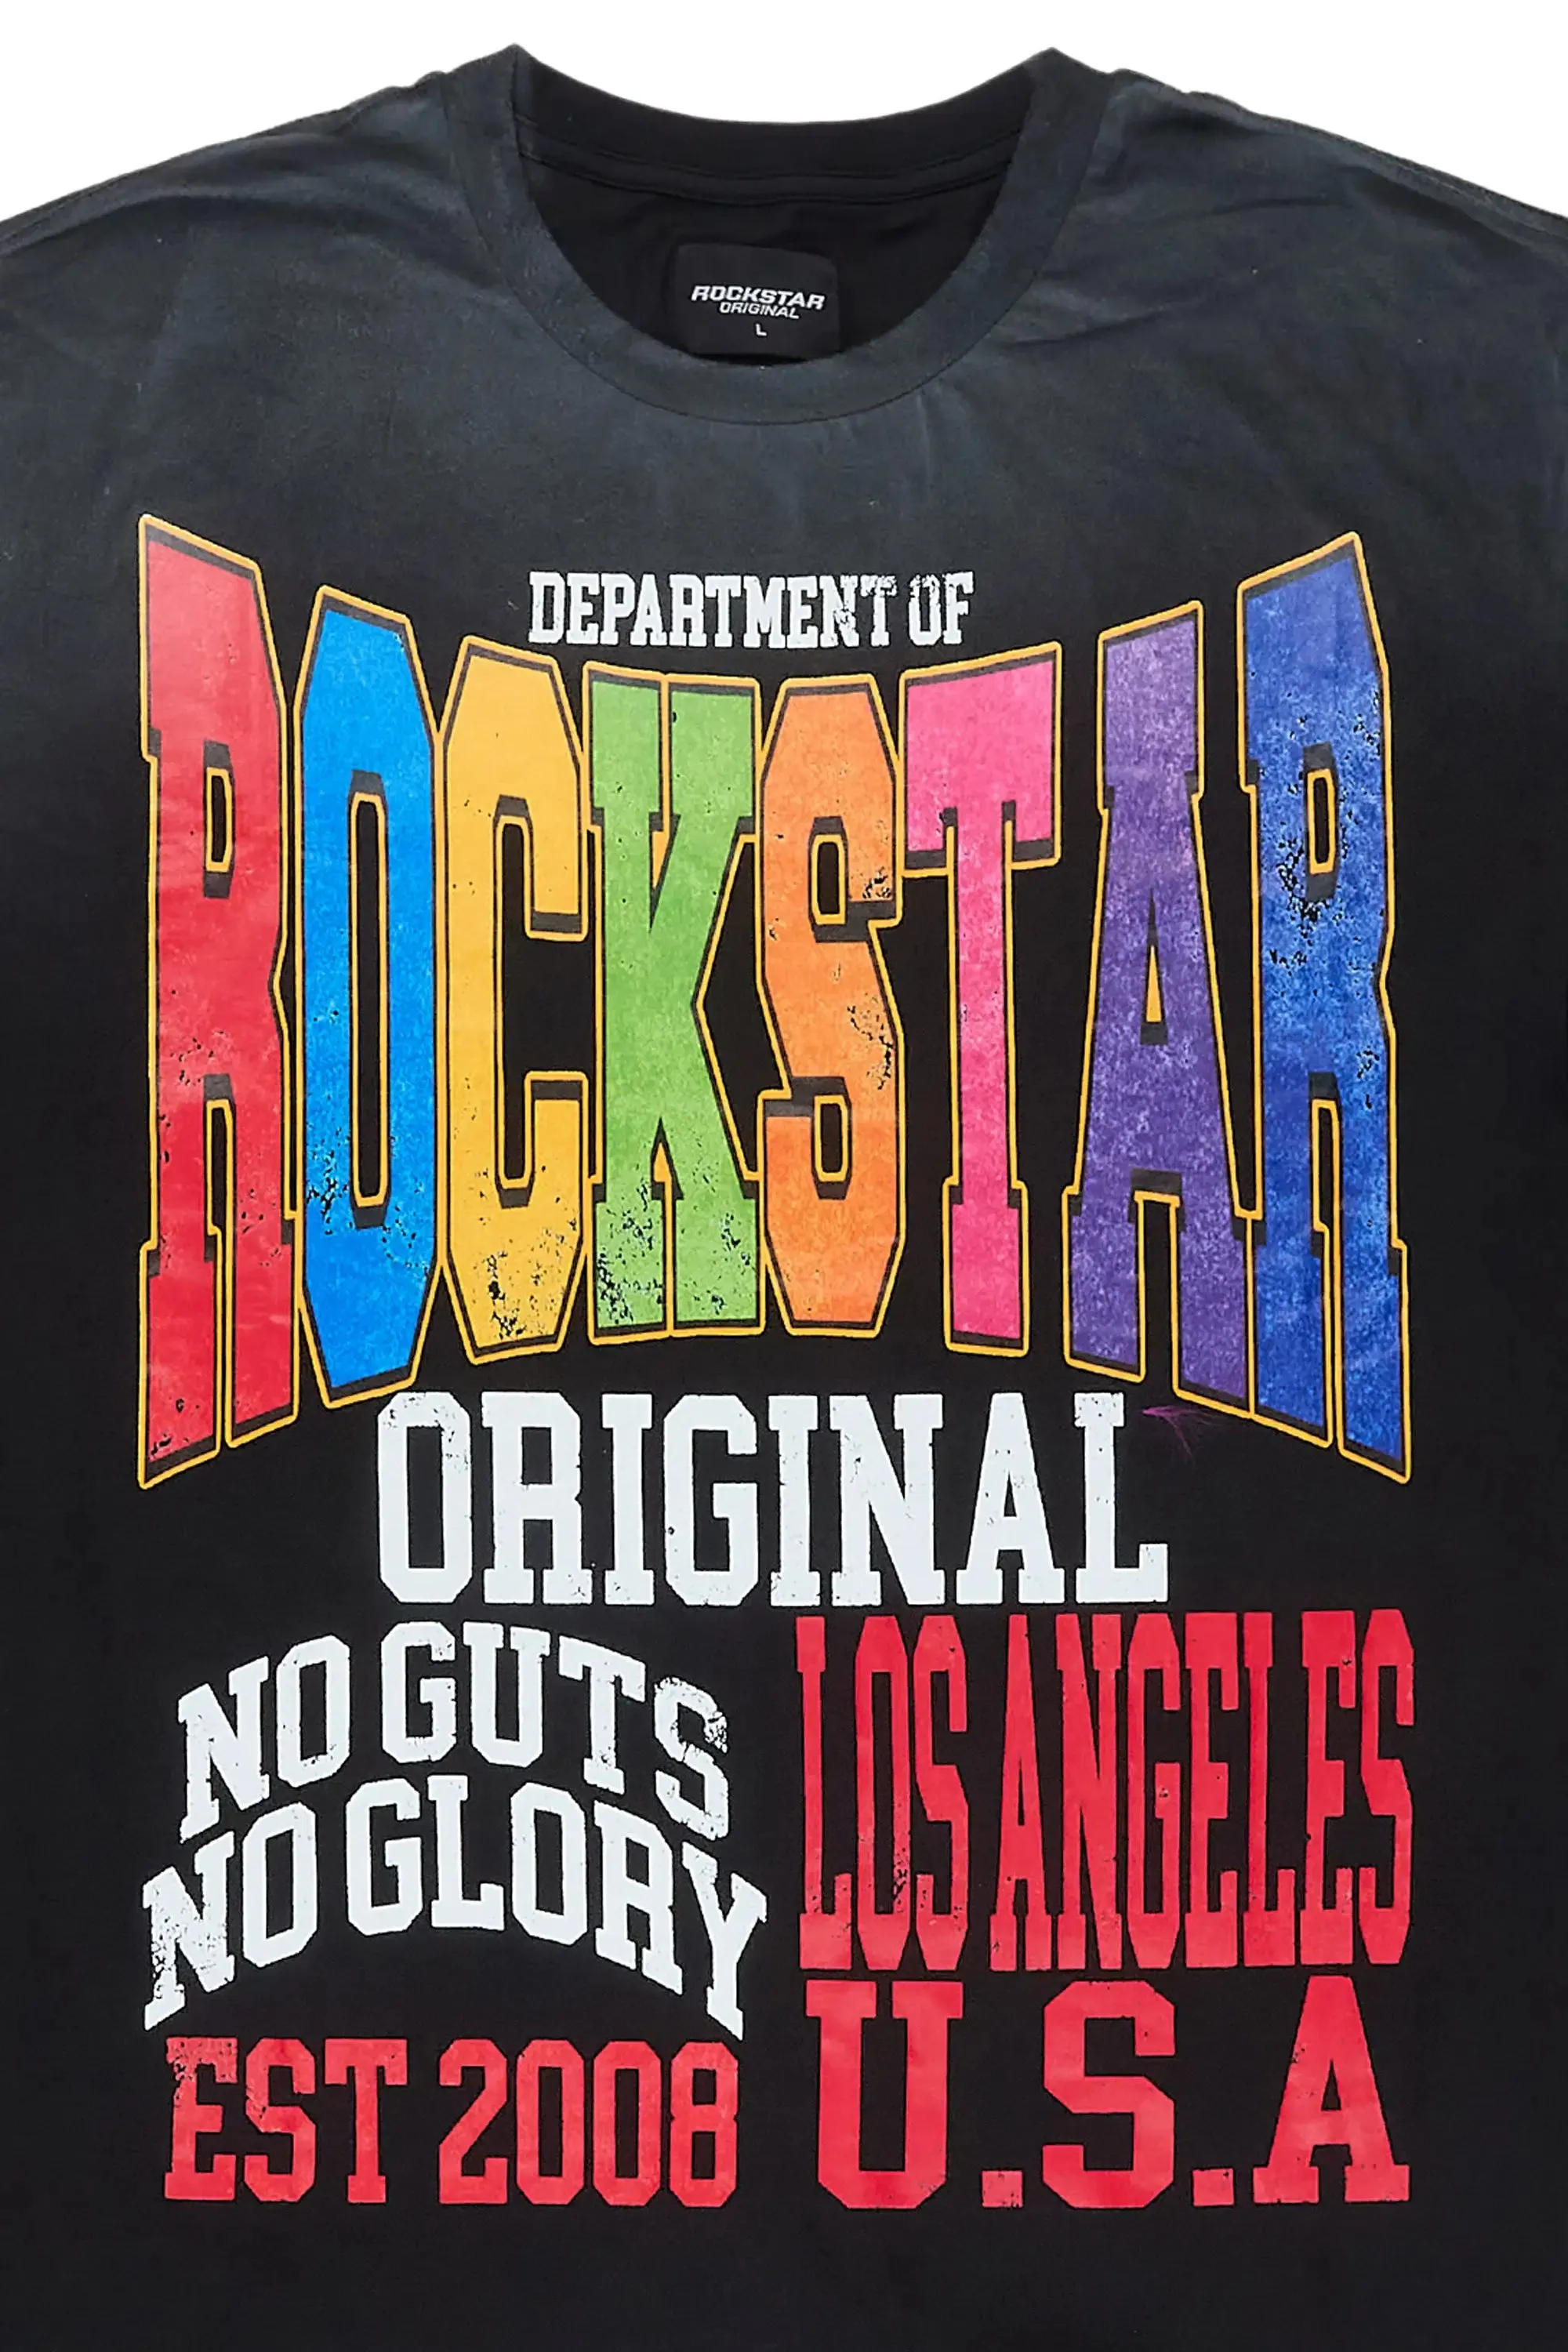 ROCKSTAR
ORIGINAL
L
DEPARTMENT OF
ROCKSTAR
ORIGINAL
NO GUTS
NO GLORY
EST 2008
LOS ANGELES
U.S.A